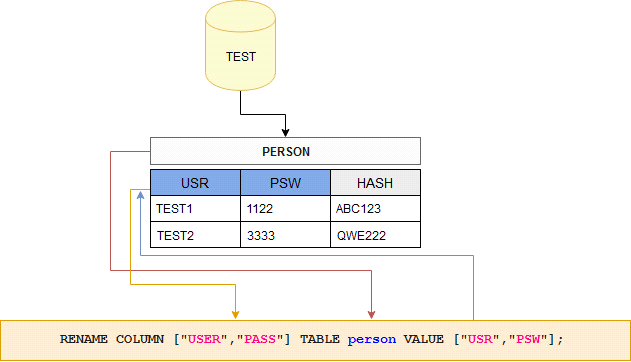 TEST
PERSON
USR PSW HASH
TEST1 1122 ABC123
TEST2 3333 QWE222
RENAME COLUMN ["USER","PASS"] TABLE person VALUE ["USR","PSW"];